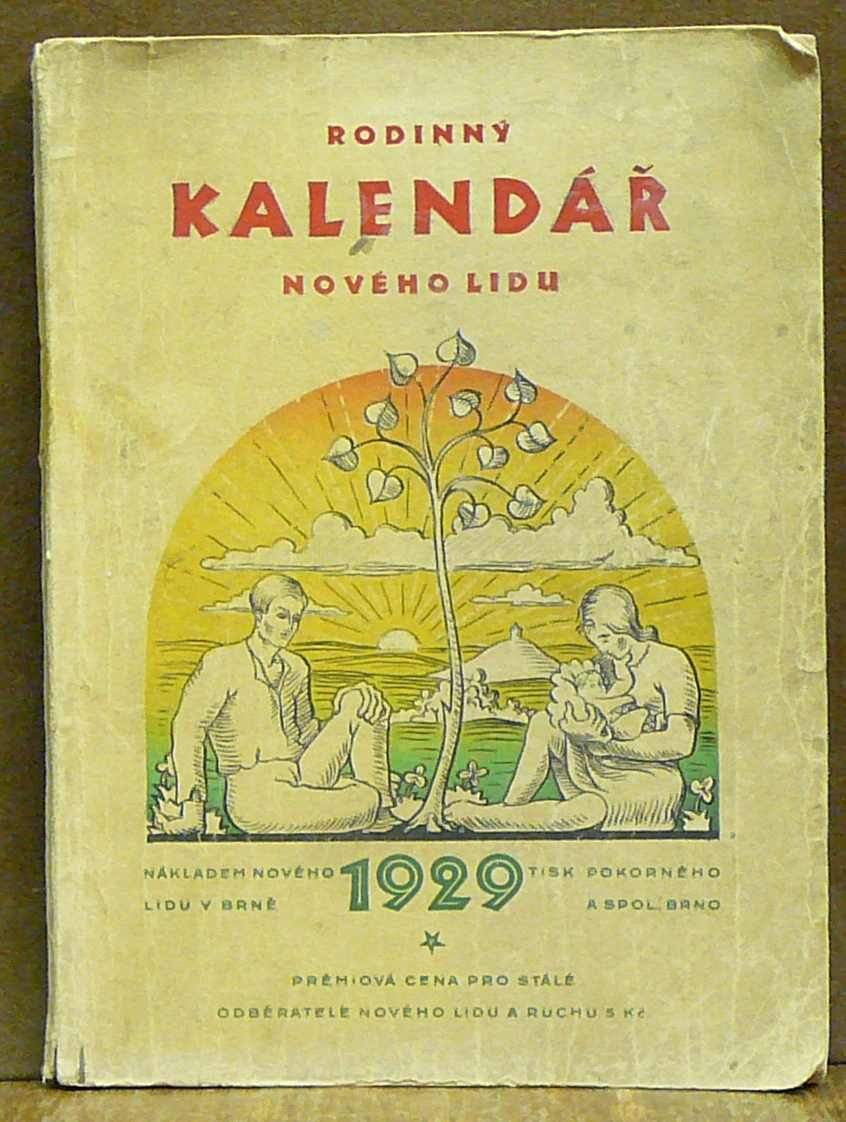 RODINNÝ
KALENDÁŘ
NOVÉHO LIDU
NÁKLADEM NOVÉHO
LIDU V BRNĚ
1929
TISK POKORNÉHO
A SPOL. BRNO
PRÉMIOVÁ CENA PRO STÁLÉ
ODBĚRATELE NOVÉHO LIDU A RUCHU 5 Kč